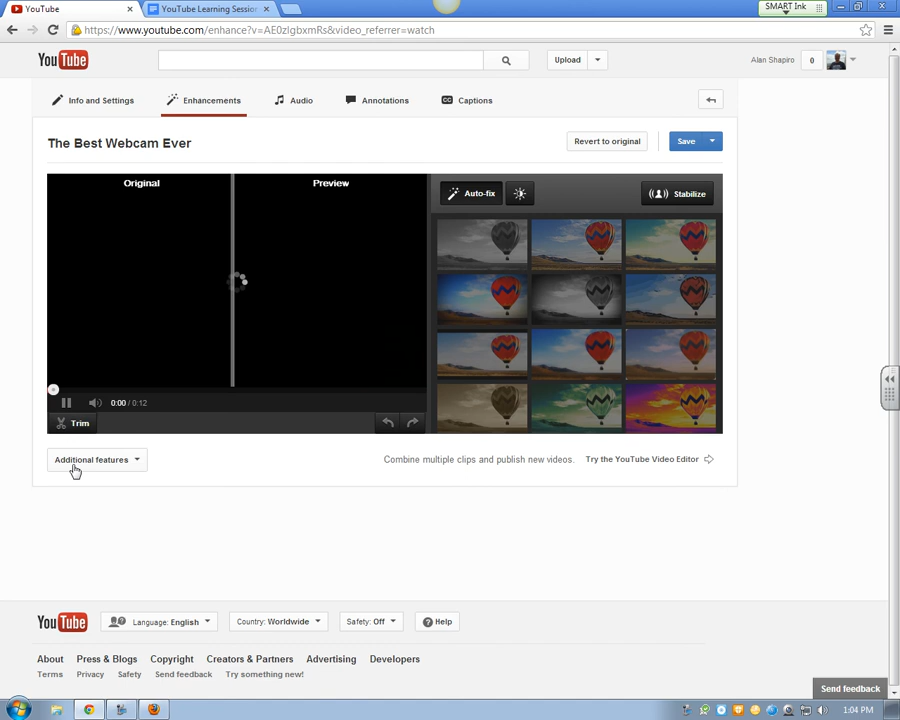 YouTube
YouTube Learning Session
SMART Ink
https://www.youtube.com/enhance?v=AE0zIgbxmRs&video_referrer=watch
YouTube
Upload
Alan Shapiro
0
Info and Settings
Enhancements
Audio
Annotations
CC
Captions
The Best Webcam Ever
Revert to original
Save
Original
Preview
Auto-fix
Stabilize
0:00 / 0:12
Trim
Additional features
Combine multiple clips and publish new videos.
Try the YouTube Video Editor
YouTube
Language: English
Country: Worldwide
Safety: Off
Help
About
Press & Blogs
Copyright
Creators & Partners
Advertising
Developers
Terms
Privacy
Safety
Send feedback
Try something new!
Send feedback
1:04 PM